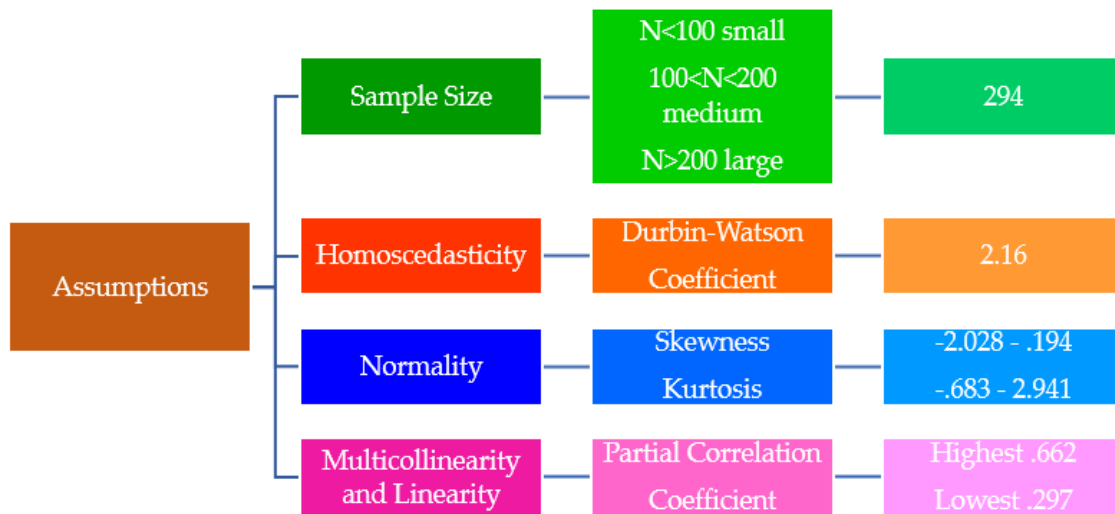 Assumptions
Sample Size
N<100 small
100<N<200
medium
N>200 large
294
Homoscedasticity
Durbin-Watson
Coefficient
2.16
Normality
Skewness
Kurtosis
-2.028 - .194
-.683 - 2.941
Multicollinearity
and Linearity
Partial Correlation
Coefficient
Highest .662
Lowest .297